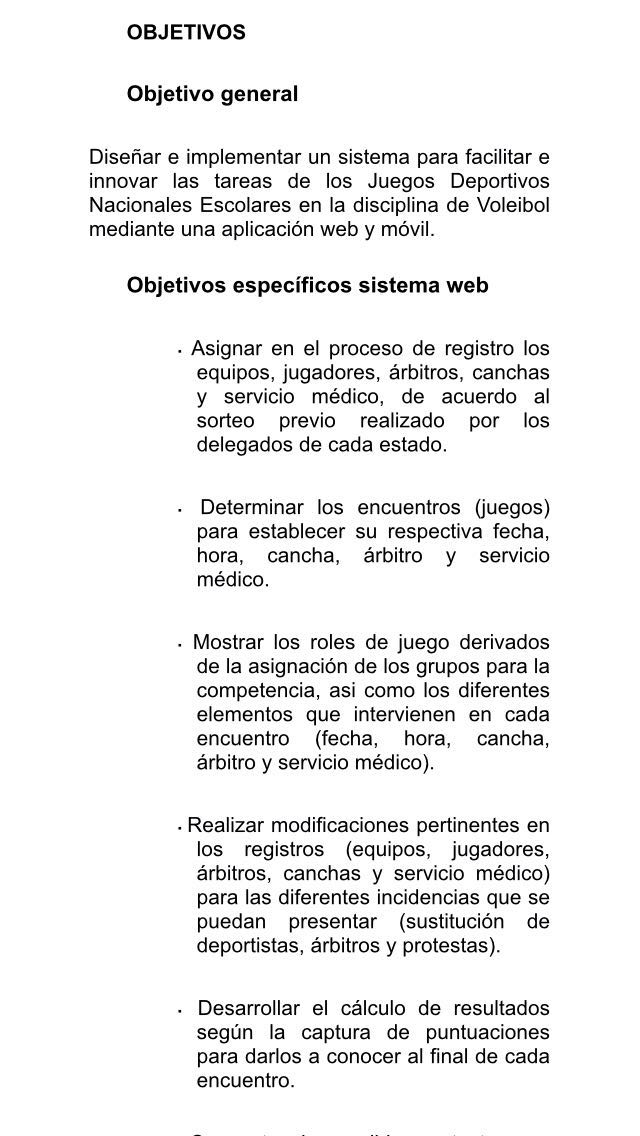 OBJETIVOS
Objetivo general
Diseñar e implementar un sistema para facilitar e
innovar las tareas de los Juegos Deportivos
Nacionales Escolares en la disciplina de Voleibol
mediante una aplicación web y móvil.
Objetivos específicos sistema web
· Asignar en el proceso de registro los
equipos, jugadores, árbitros, canchas
y servicio médico, de acuerdo al
sorteo previo realizado por los
delegados de cada estado.
· Determinar los encuentros (juegos)
para establecer su respectiva fecha,
hora, cancha, árbitro y servicio
médico.
· Mostrar los roles de juego derivados
de la asignación de los grupos para la
competencia, asi como los diferentes
elementos que intervienen en cada
encuentro (fecha, hora, cancha,
árbitro y servicio médico).
· Realizar modificaciones pertinentes en
los registros (equipos, jugadores,
árbitros, canchas y servicio médico)
para las diferentes incidencias que se
puedan presentar (sustitución de
deportistas, árbitros y protestas).
· Desarrollar el cálculo de resultados
según la captura de puntuaciones
para darlos a conocer al final de cada
encuentro.